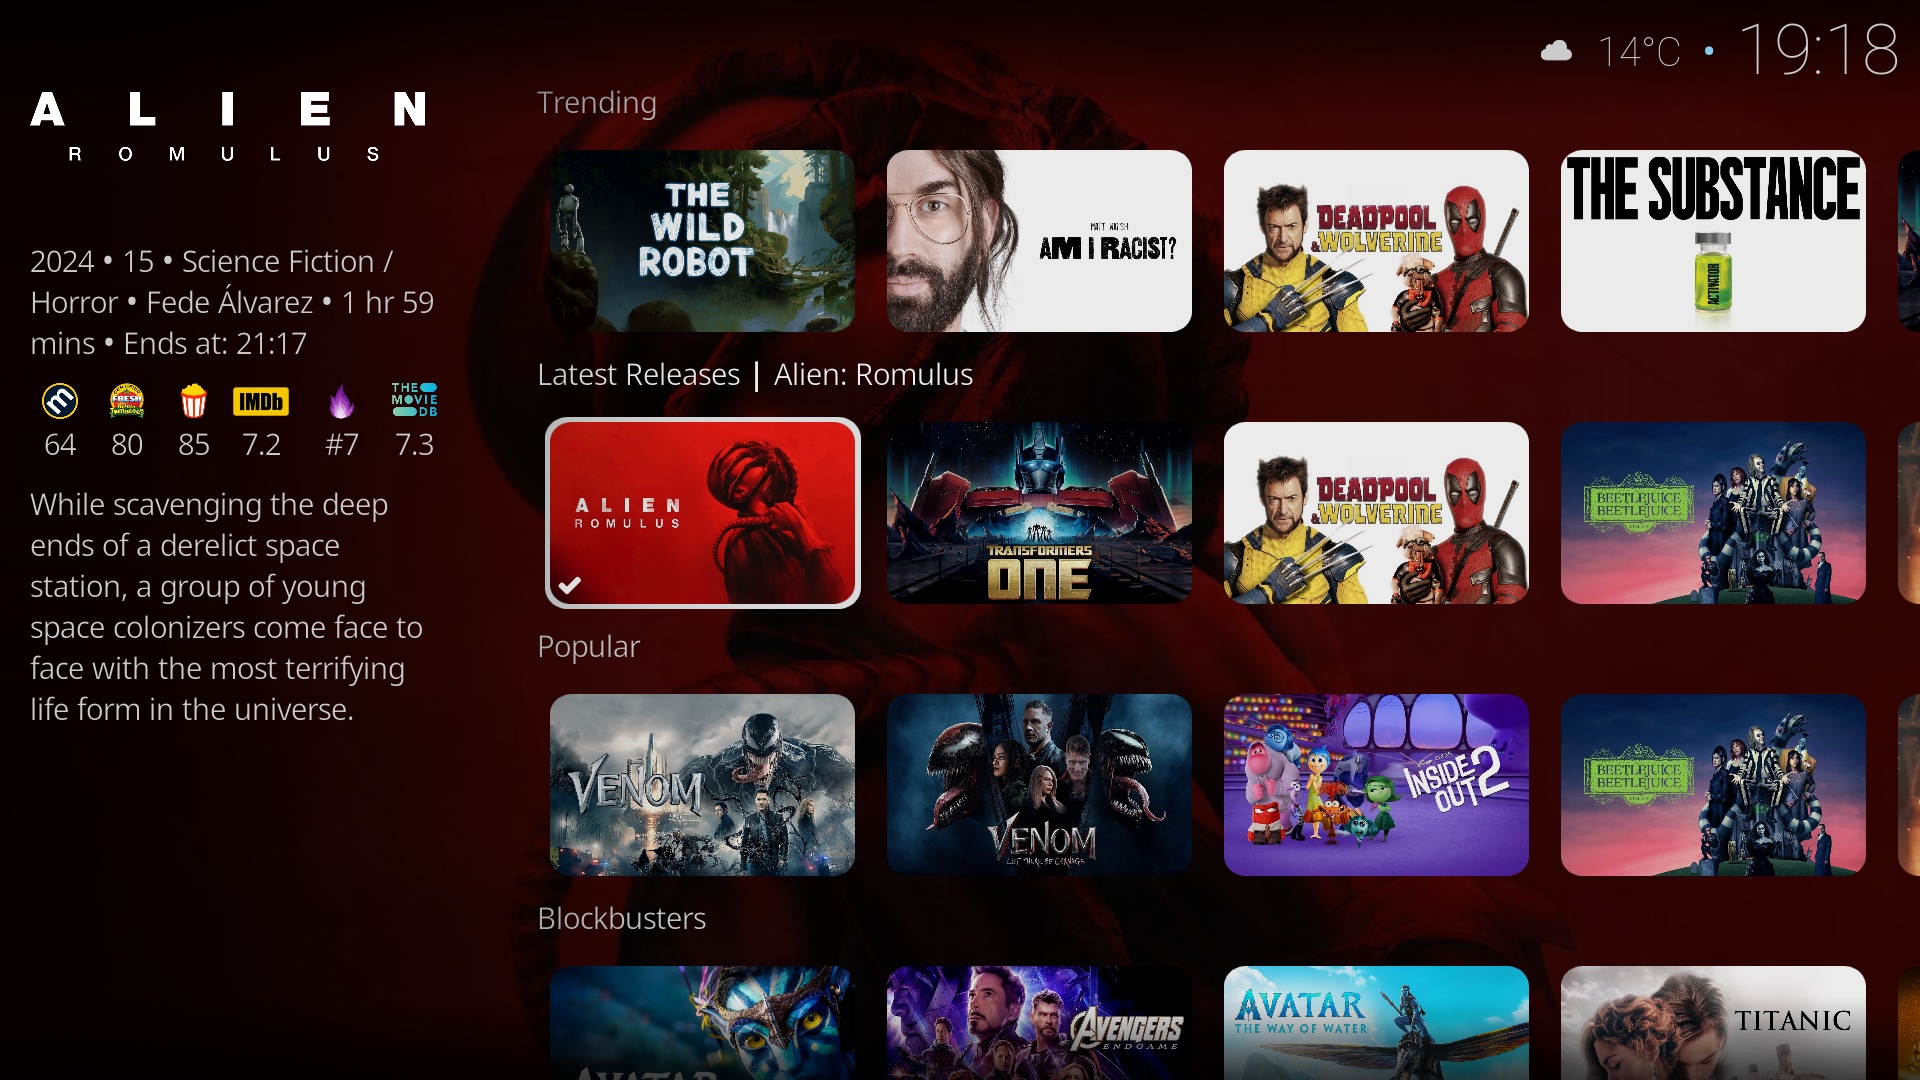 14°C • 19:18
ALIEN
ROMULUS
2024 • 15 • Science Fiction /
Horror • Fede Álvarez • 1 hr 59
mins • Ends at: 21:17
IMDb
THE
MOVIE
DB
64 80 85 7.2 #7 7.3
While scavenging the deep
ends of a derelict space
station, a group of young
space colonizers come face to
face with the most terrifying
life form in the universe.
Trending
THE
WILD
ROBOT
MATT WALSH
AM I RACIST?
DEADPOOL
& WOLVERINE
THE SUBSTANCE
ACTIVATOR
Latest Releases | Alien: Romulus
ALIEN
ROMULUS
TRANSFORMERS
ONE
DEADPOOL
& WOLVERINE
BEETLEJUICE
BEETLEJUICE
Popular
VENOM
VENOM
LET THERE BE CARNAGE
INSIDE
OUT 2
BEETLEJUICE
BEETLEJUICE
Blockbusters
AVATAR
AVENGERS
ENDGAME
AVATAR
THE WAY OF WATER
TITANIC